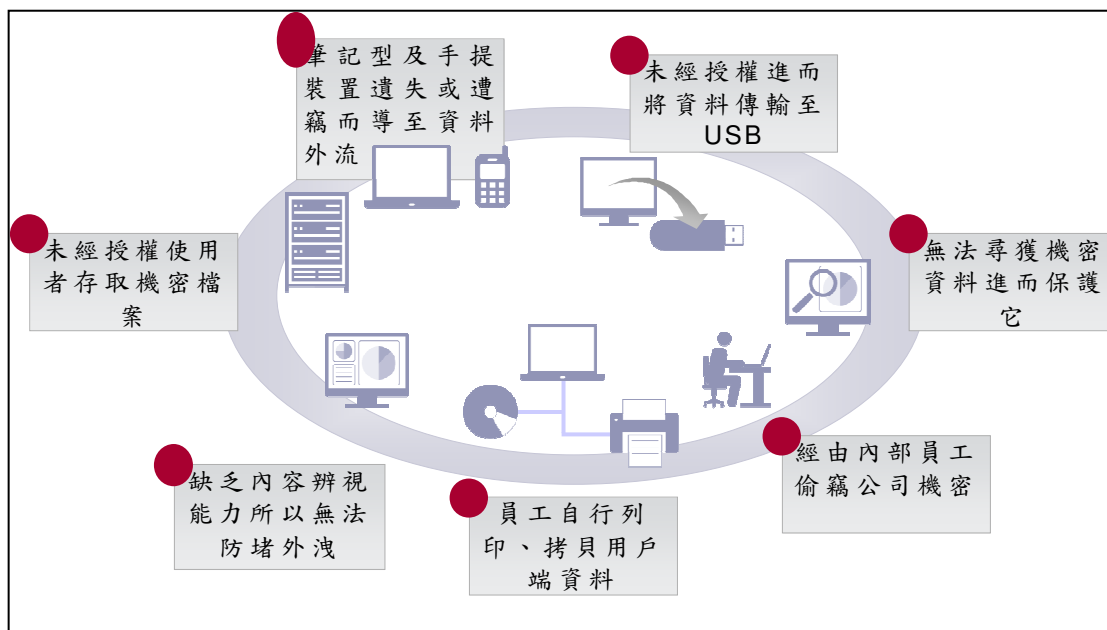 筆記型及手提
裝置遺失或遭
竊而導至資料
外流
未經授權進而
將資料傳輸至
USB
未經授權使用
者存取機密檔
案
無法尋獲機密
資料進而保護
它
缺乏內容辨視
能力所以無法
防堵外洩
員工自行列
印、拷貝用戶
端資料
經由內部員工
偷竊公司機密